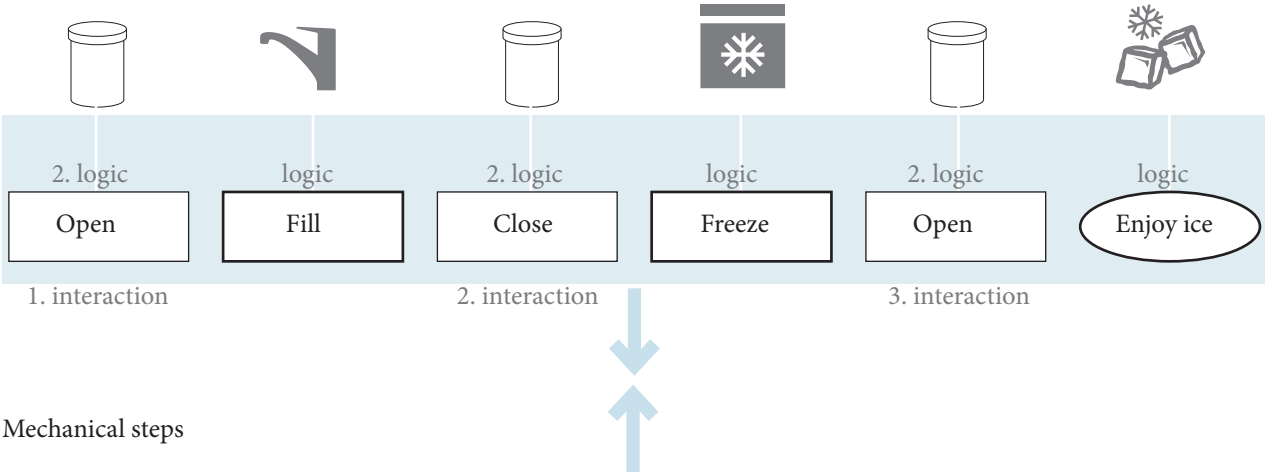 2. logic logic 2. logic logic 2. logic logic
Open Fill Close Freeze Open Enjoy ice
1. interaction 2. interaction 3. interaction
Mechanical steps